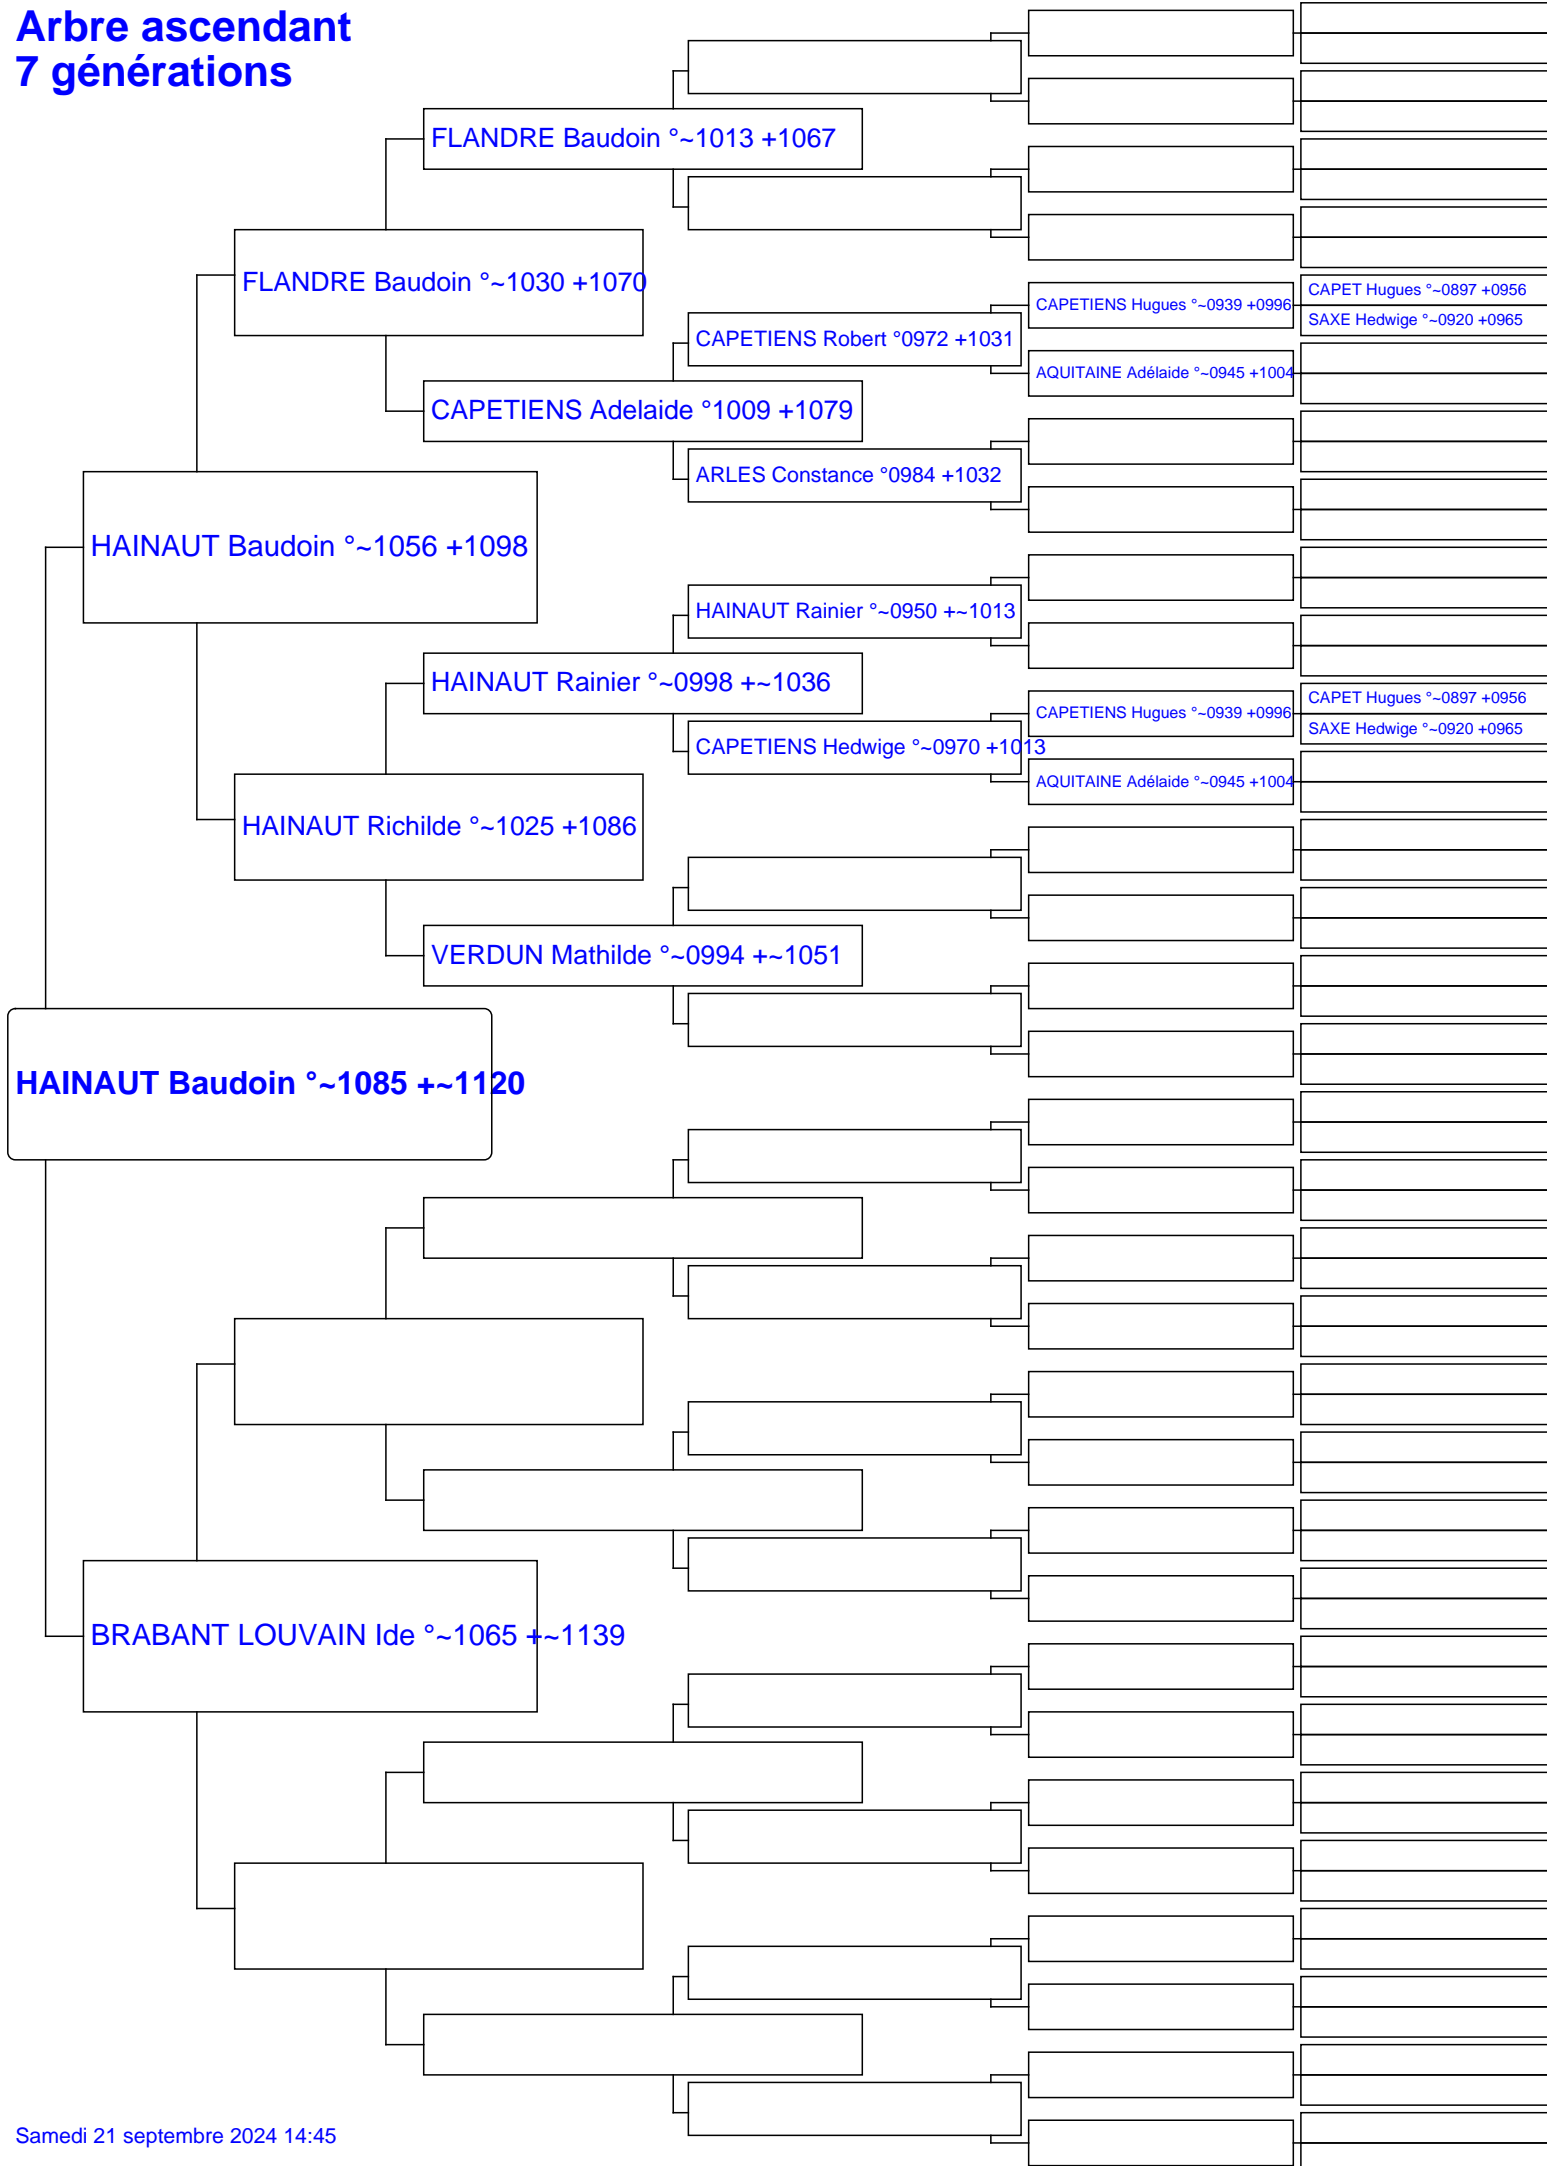 Arbre ascendant
7 générations
FLANDRE Baudoin °~1013 +1067
FLANDRE Baudoin °~1030 +1070
CAPETIENS Hugues °~0939 +0996
CAPET Hugues °~0897 +0956
SAXE Hedwige °~0920 +0965
CAPETIENS Robert °0972 +1031
AQUITAINE Adélaide °~0945 +1004
CAPETIENS Adelaide °1009 +1079
ARLES Constance °0984 +1032
HAINAUT Baudoin °~1056 +1098
HAINAUT Rainier °~0950 +~1013
HAINAUT Rainier °~0998 +~1036
CAPETIENS Hugues °~0939 +0996
CAPET Hugues °~0897 +0956
SAXE Hedwige °~0920 +0965
CAPETIENS Hedwige °~0970 +1013
AQUITAINE Adélaide °~0945 +1004
HAINAUT Richilde °~1025 +1086
VERDUN Mathilde °~0994 +~1051
HAINAUT Baudoin °~1085 +~1120
BRABANT LOUVAIN Ide °~1065 +~1139
Samedi 21 septembre 2024 14:45